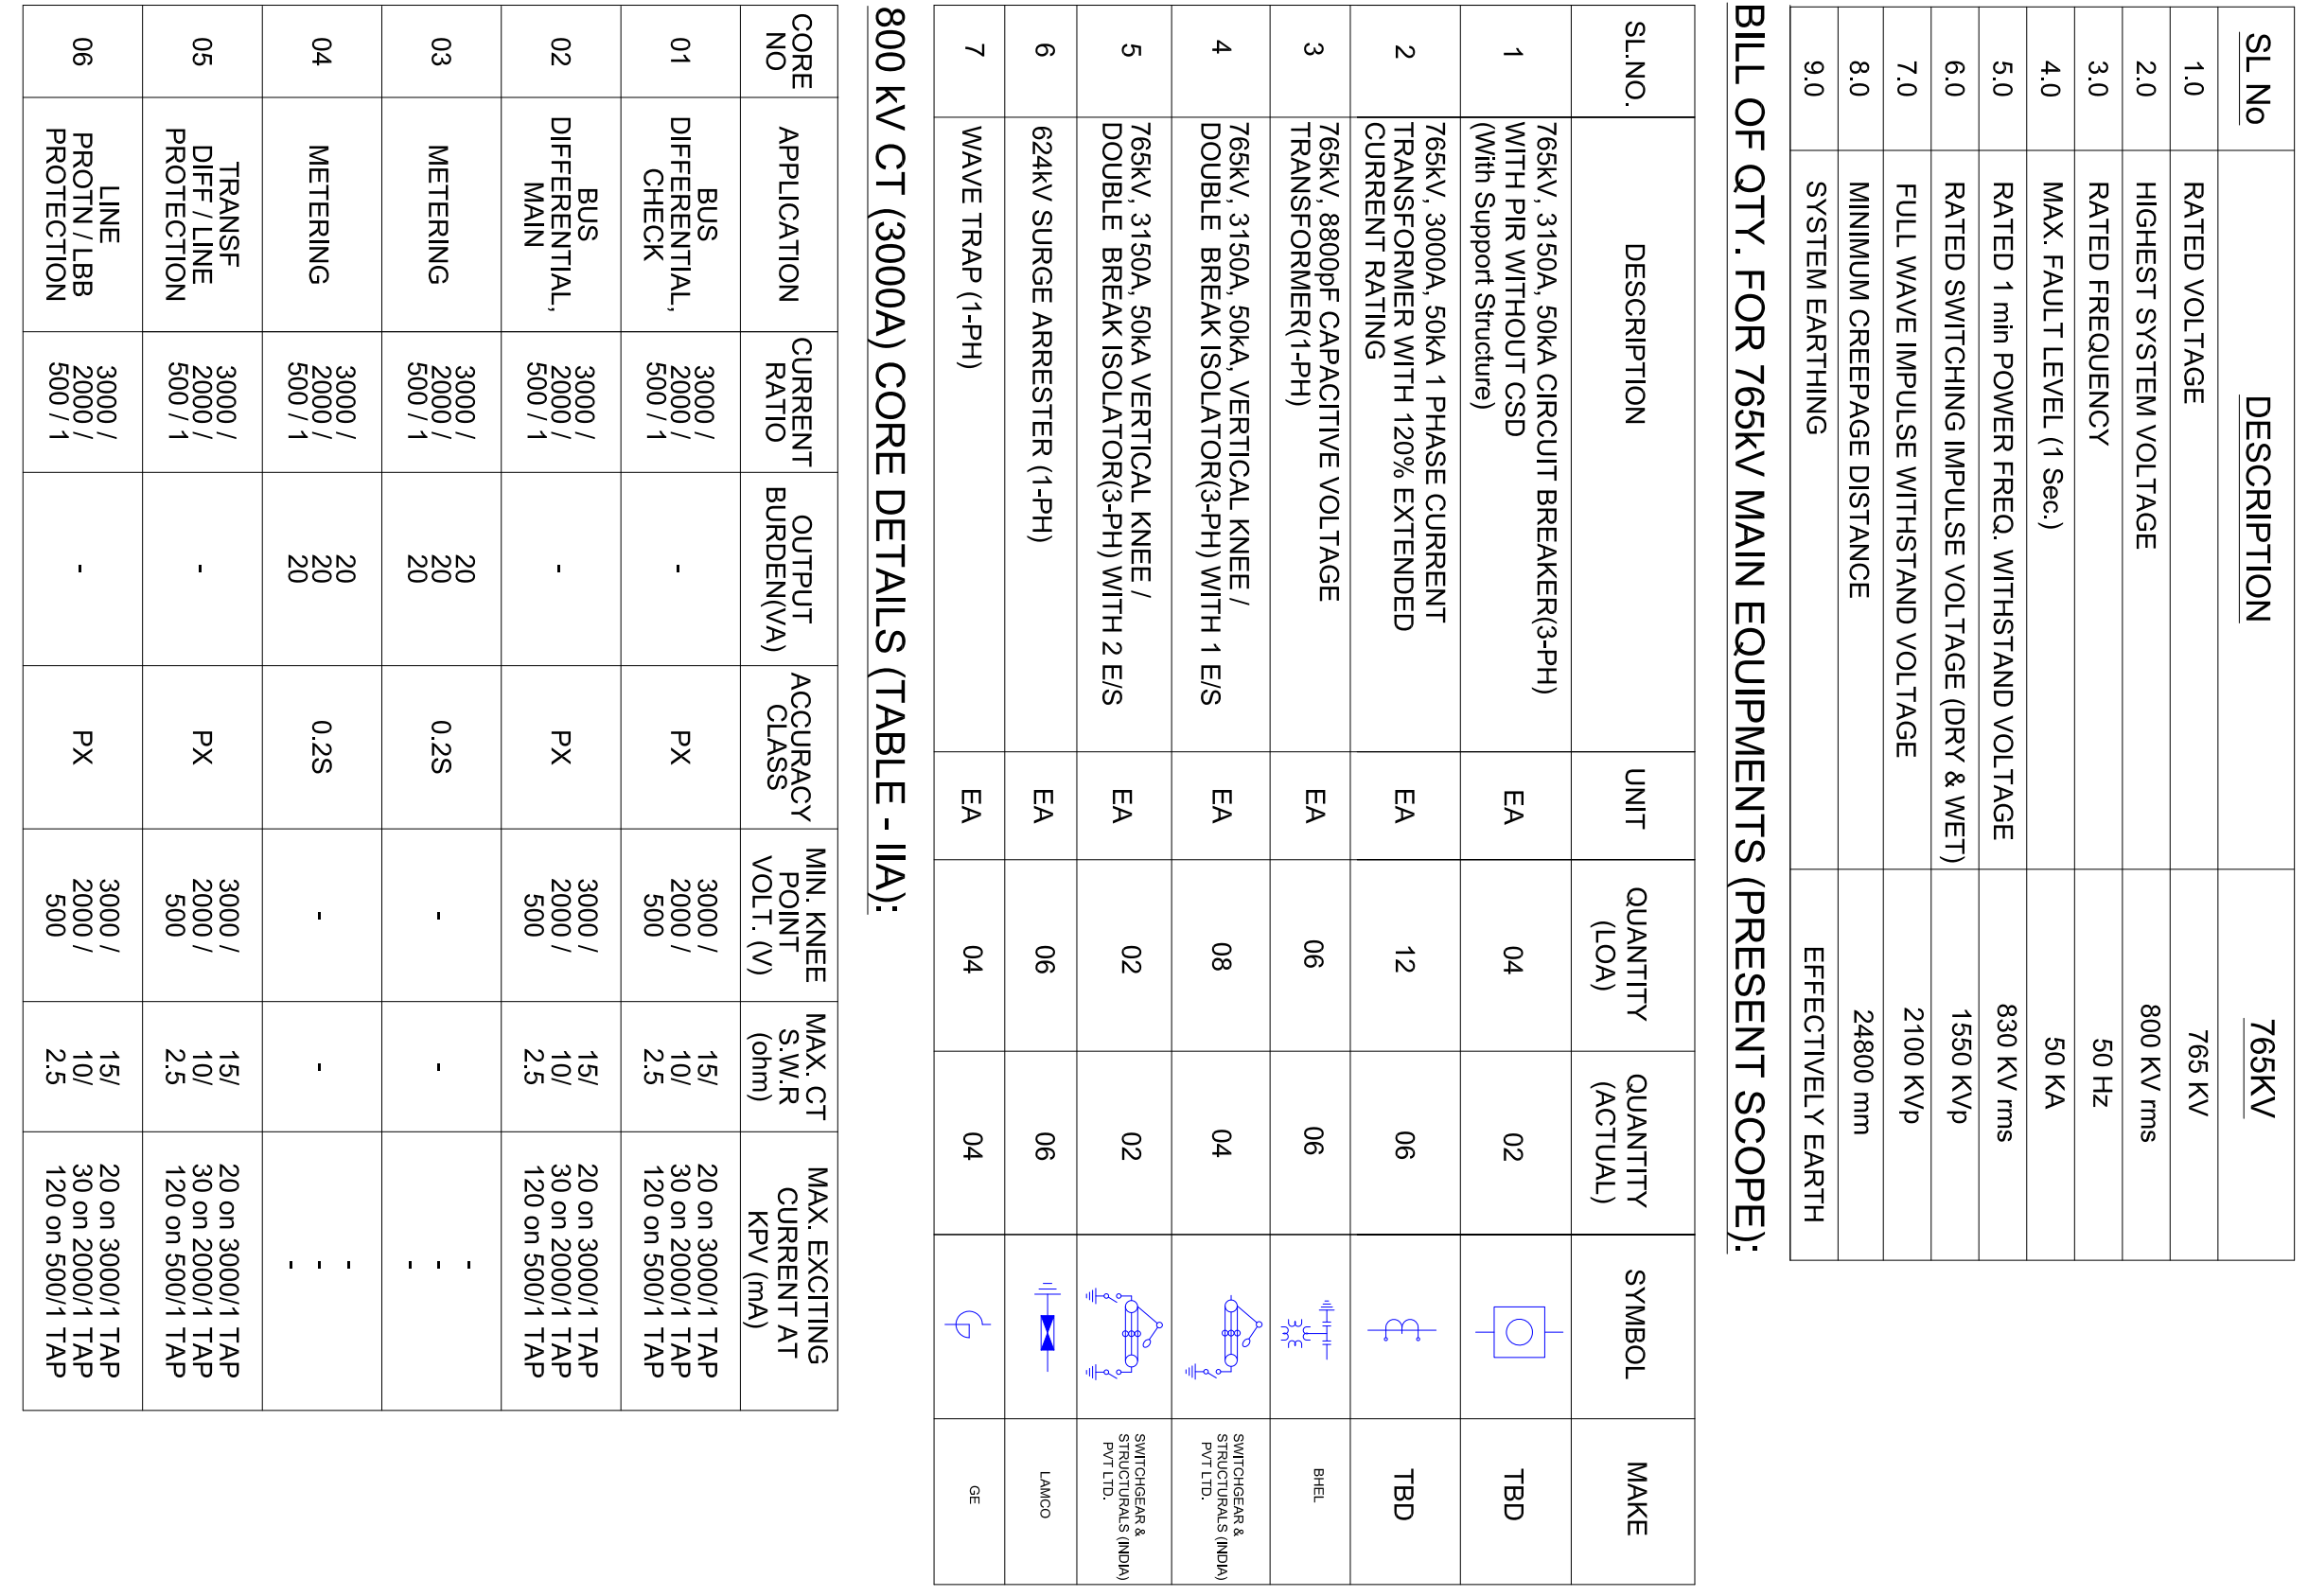 SL No DESCRIPTION 765KV
1.0 RATED VOLTAGE 765 KV
2.0 HIGHEST SYSTEM VOLTAGE 800 KV rms
3.0 RATED FREQUENCY 50 Hz
4.0 MAX. FAULT LEVEL (1 Sec.) 50 KA
5.0 RATED 1 min POWER FREQ. WITHSTAND VOLTAGE 830 KV rms
6.0 RATED SWITCHING IMPULSE VOLTAGE (DRY & WET) 1550 KVp
7.0 FULL WAVE IMPULSE WITHSTAND VOLTAGE 2100 KVp
8.0 MINIMUM CREEPAGE DISTANCE 24800 mm
9.0 SYSTEM EARTHING EFFECTIVELY EARTH
BILL OF QTY. FOR 765kV MAIN EQUIPMENTS (PRESENT SCOPE):
SL.NO. DESCRIPTION UNIT QUANTITY (LOA) QUANTITY (ACTUAL) SYMBOL MAKE
1
765kV, 3150A, 50kA CIRCUIT BREAKER(3-PH)
WITH PIR WITHOUT CSD
(With Support Structure)
EA 04 02 TBD
2
765kV, 3000A, 50kA 1 PHASE CURRENT
TRANSFORMER WITH 120% EXTENDED
CURRENT RATING
EA 12 06 TBD
3
765kV, 8800pF CAPACITIVE VOLTAGE
TRANSFORMER(1-PH)
EA 06 06 BHEL
4
765kV, 3150A, 50kA, VERTICAL KNEE /
DOUBLE BREAK ISOLATOR(3-PH) WITH 1 E/S
EA 08 04
SWITCHGEAR &
STRUCTURALS (INDIA)
PVT LTD.
5
765kV, 3150A, 50kA VERTICAL KNEE /
DOUBLE BREAK ISOLATOR(3-PH) WITH 2 E/S
EA 02 02
SWITCHGEAR &
STRUCTURALS (INDIA)
PVT LTD.
6 624kV SURGE ARRESTER (1-PH) EA 06 06 LAMCO
7 WAVE TRAP (1-PH) EA 04 04 GE
800 kV CT (3000A) CORE DETAILS (TABLE - IIA):
CORE
NO
APPLICATION
CURRENT
RATIO
OUTPUT
BURDEN(VA)
ACCURACY
CLASS
MIN. KNEE
POINT
VOLT. (V)
MAX. CT
S.W.R
(ohm)
MAX. EXCITING
CURRENT AT
KPV (mA)
01
BUS
DIFFERENTIAL,
CHECK
3000 /
2000 /
500 / 1
-
PX
3000 /
2000 /
500
15/
10/
2.5
20 on 3000/1 TAP
30 on 2000/1 TAP
120 on 500/1 TAP
02
BUS
DIFFERENTIAL,
MAIN
3000 /
2000 /
500 / 1
-
PX
3000 /
2000 /
500
15/
10/
2.5
20 on 3000/1 TAP
30 on 2000/1 TAP
120 on 500/1 TAP
03
METERING
3000 /
2000 /
500 / 1
20
20
20
0.2S
-
-
-
-
-
04
METERING
3000 /
2000 /
500 / 1
20
20
20
0.2S
-
-
-
-
-
05
TRANSF
DIFF / LINE
PROTECTION
3000 /
2000 /
500 / 1
-
PX
3000 /
2000 /
500
15/
10/
2.5
20 on 3000/1 TAP
30 on 2000/1 TAP
120 on 500/1 TAP
06
LINE
PROTN / LBB
PROTECTION
3000 /
2000 /
500 / 1
-
PX
3000 /
2000 /
500
15/
10/
2.5
20 on 3000/1 TAP
30 on 2000/1 TAP
120 on 500/1 TAP